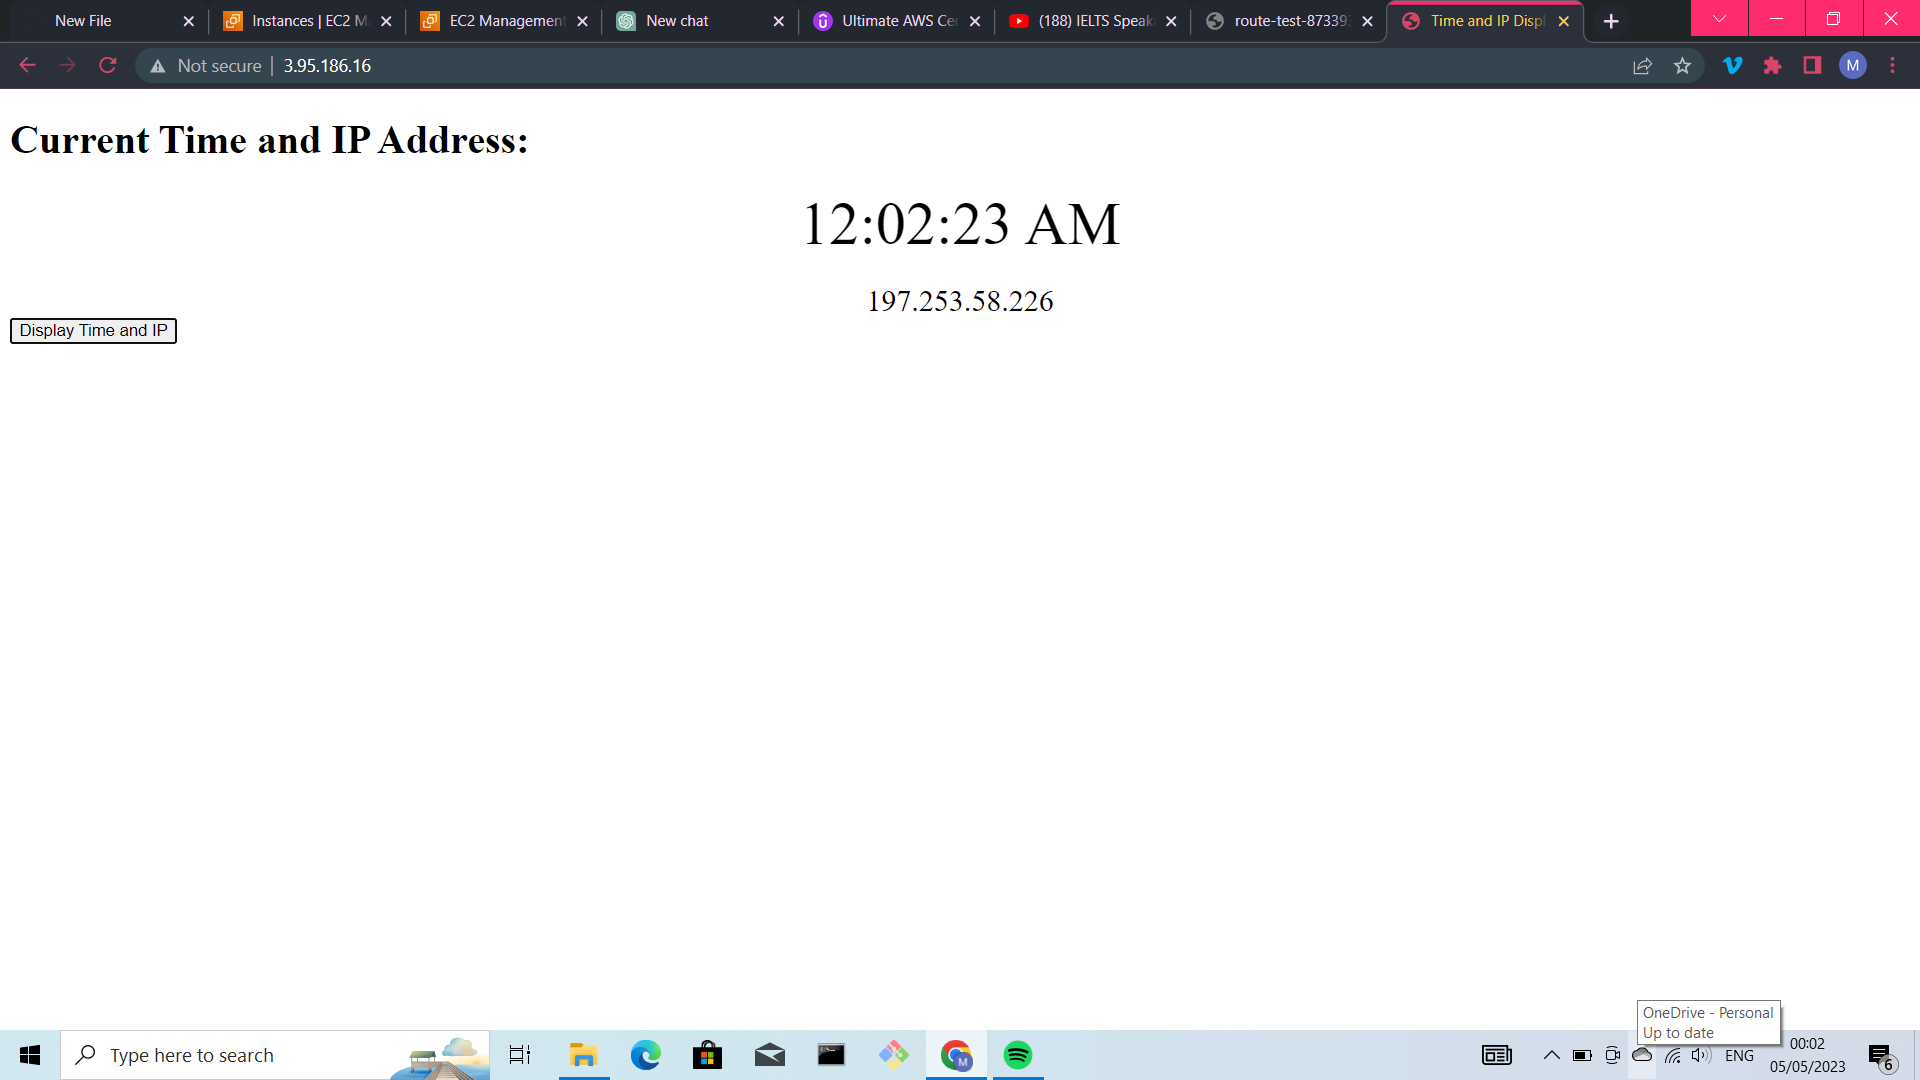 New File
Instances | EC2 M
EC2 Management
New chat
Ultimate AWS Cer
(188) IELTS Speak
route-test-87339
Time and IP Displ
Not secure
3.95.186.16
M
Current Time and IP Address:
12:02:23 AM
197.253.58.226
Display Time and IP
OneDrive - Personal
Up to date
Type here to search
M
ENG
00:02
05/05/2023
6